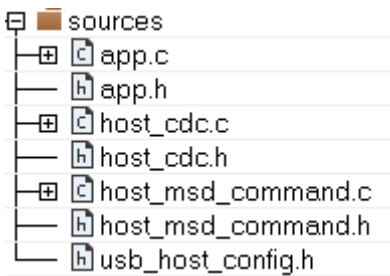 sources
c app.c
h app.h
c host_cdc.c
h host_cdc.h
c host_msd_command.c
h host_msd_command.h
h usb_host_config.h